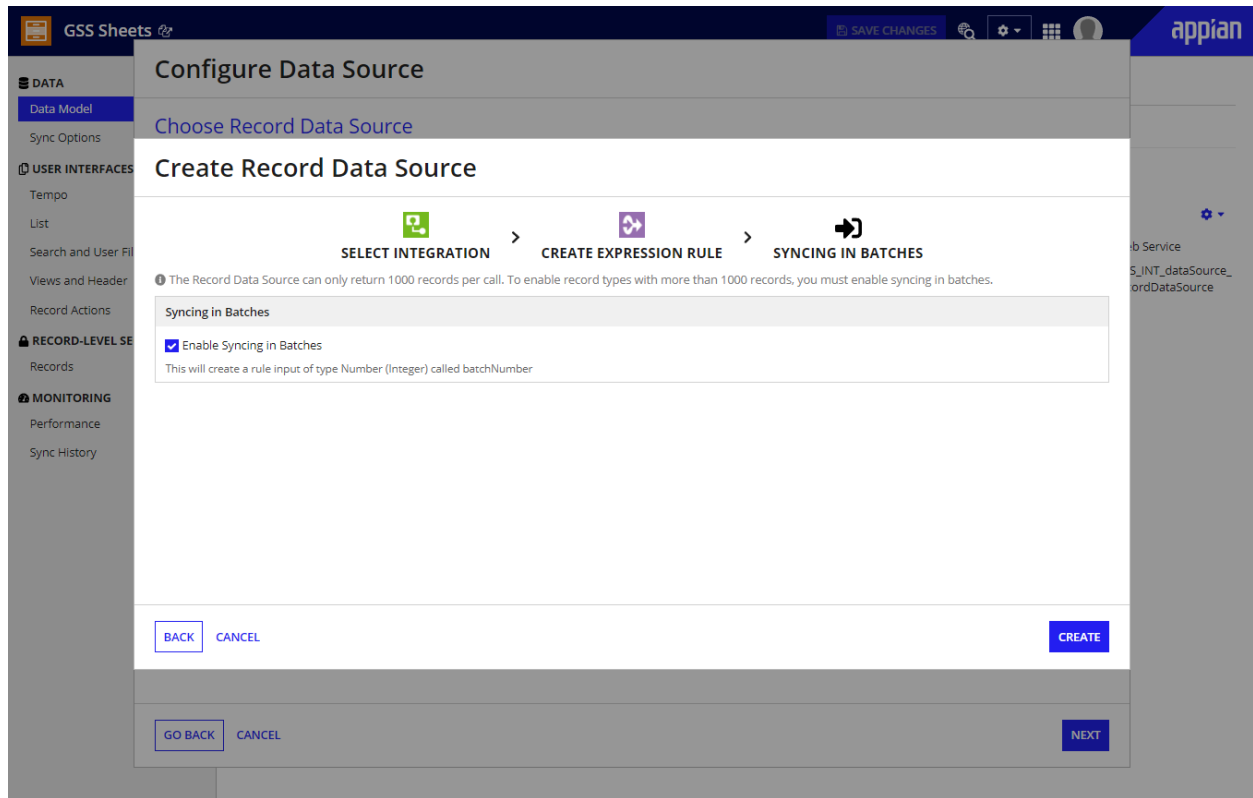 GSS Sheets
SAVE CHANGES
appian
Configure Data Source
DATA
Data Model
Choose Record Data Source
Sync Options
Create Record Data Source
USER INTERFACES
Tempo
List
SELECT INTEGRATION
CREATE EXPRESSION RULE
SYNCING IN BATCHES
Search and User Fil
b Service
Views and Header
The Record Data Source can only return 1000 records per call. To enable record types with more than 1000 records, you must enable syncing in batches.
S_INT_dataSource_
ordDataSource
Record Actions
Syncing in Batches
RECORD-LEVEL SE
Enable Syncing in Batches
Records
This will create a rule input of type Number (Integer) called batchNumber
MONITORING
Performance
Sync History
BACK
CANCEL
CREATE
GO BACK
CANCEL
NEXT